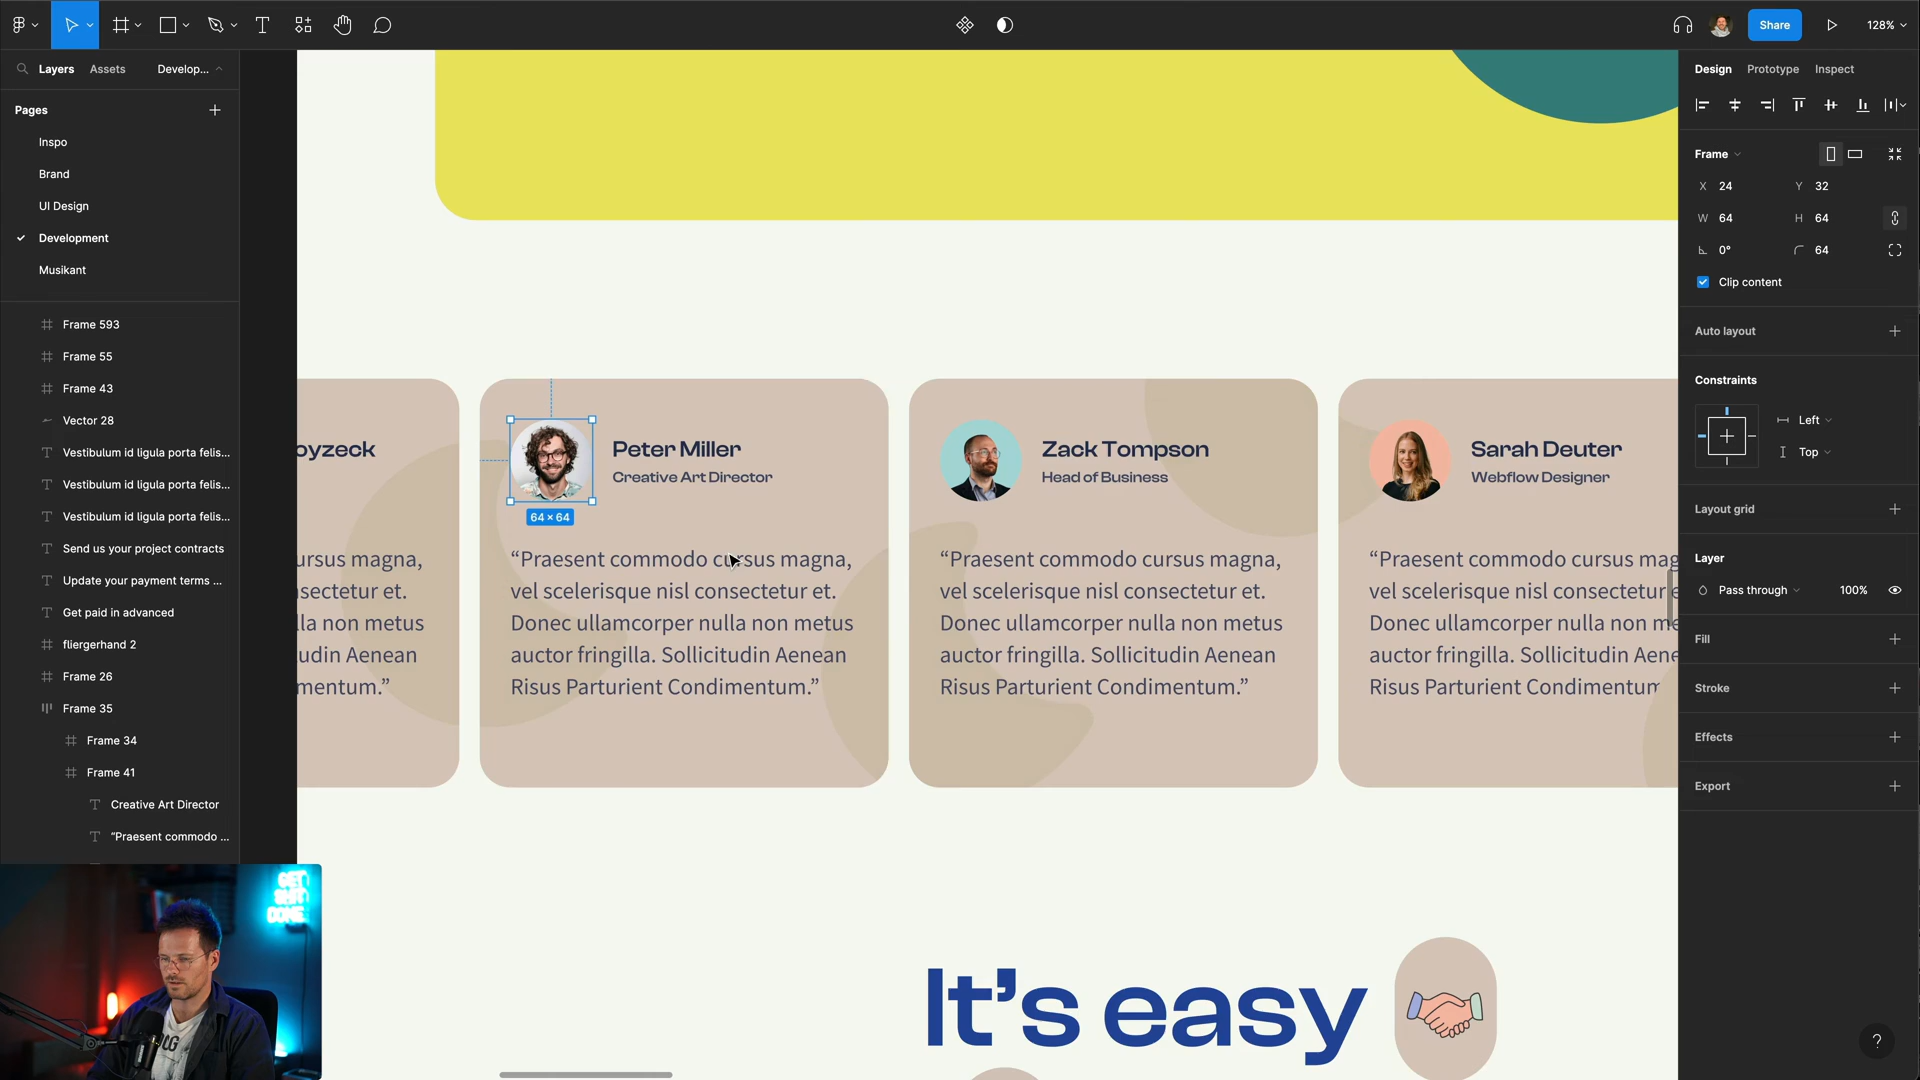 Share
128%
Layers
Assets
Develop...
Pages
Inspo
Brand
UI Design
Development
Musikant
Frame 593
Frame 55
Frame 43
Vector 28
Vestibulum id ligula porta felis...
Vestibulum id ligula porta felis...
Vestibulum id ligula porta felis...
Send us your project contracts
Update your payment terms ...
Get paid in advanced
fliergerhand 2
Frame 26
Frame 35
Frame 34
Frame 41
Creative Art Director
“Praesent commodo ...
oyzeck
ursus magna,
sectetur et.
lla non metus
udin Aenean
mentum.”
Peter Miller
Creative Art Director
64 × 64
“Praesent commodo cursus magna,
vel scelerisque nisl consectetur et.
Donec ullamcorper nulla non metus
auctor fringilla. Sollicitudin Aenean
Risus Parturient Condimentum.”
Zack Tompson
Head of Business
“Praesent commodo cursus magna,
vel scelerisque nisl consectetur et.
Donec ullamcorper nulla non metus
auctor fringilla. Sollicitudin Aenean
Risus Parturient Condimentum.”
Sarah Deuter
Webflow Designer
“Praesent commodo cursus mag
vel scelerisque nisl consectetur e
Donec ullamcorper nulla non me
auctor fringilla. Sollicitudin Aene
Risus Parturient Condimentum
It’s easy
GET
SHIT
DONE
Design
Prototype
Inspect
Frame
X 24
Y 32
W 64
H 64
0°
64
Clip content
Auto layout
Constraints
Left
Top
Layout grid
Layer
Pass through
100%
Fill
Stroke
Effects
Export
?